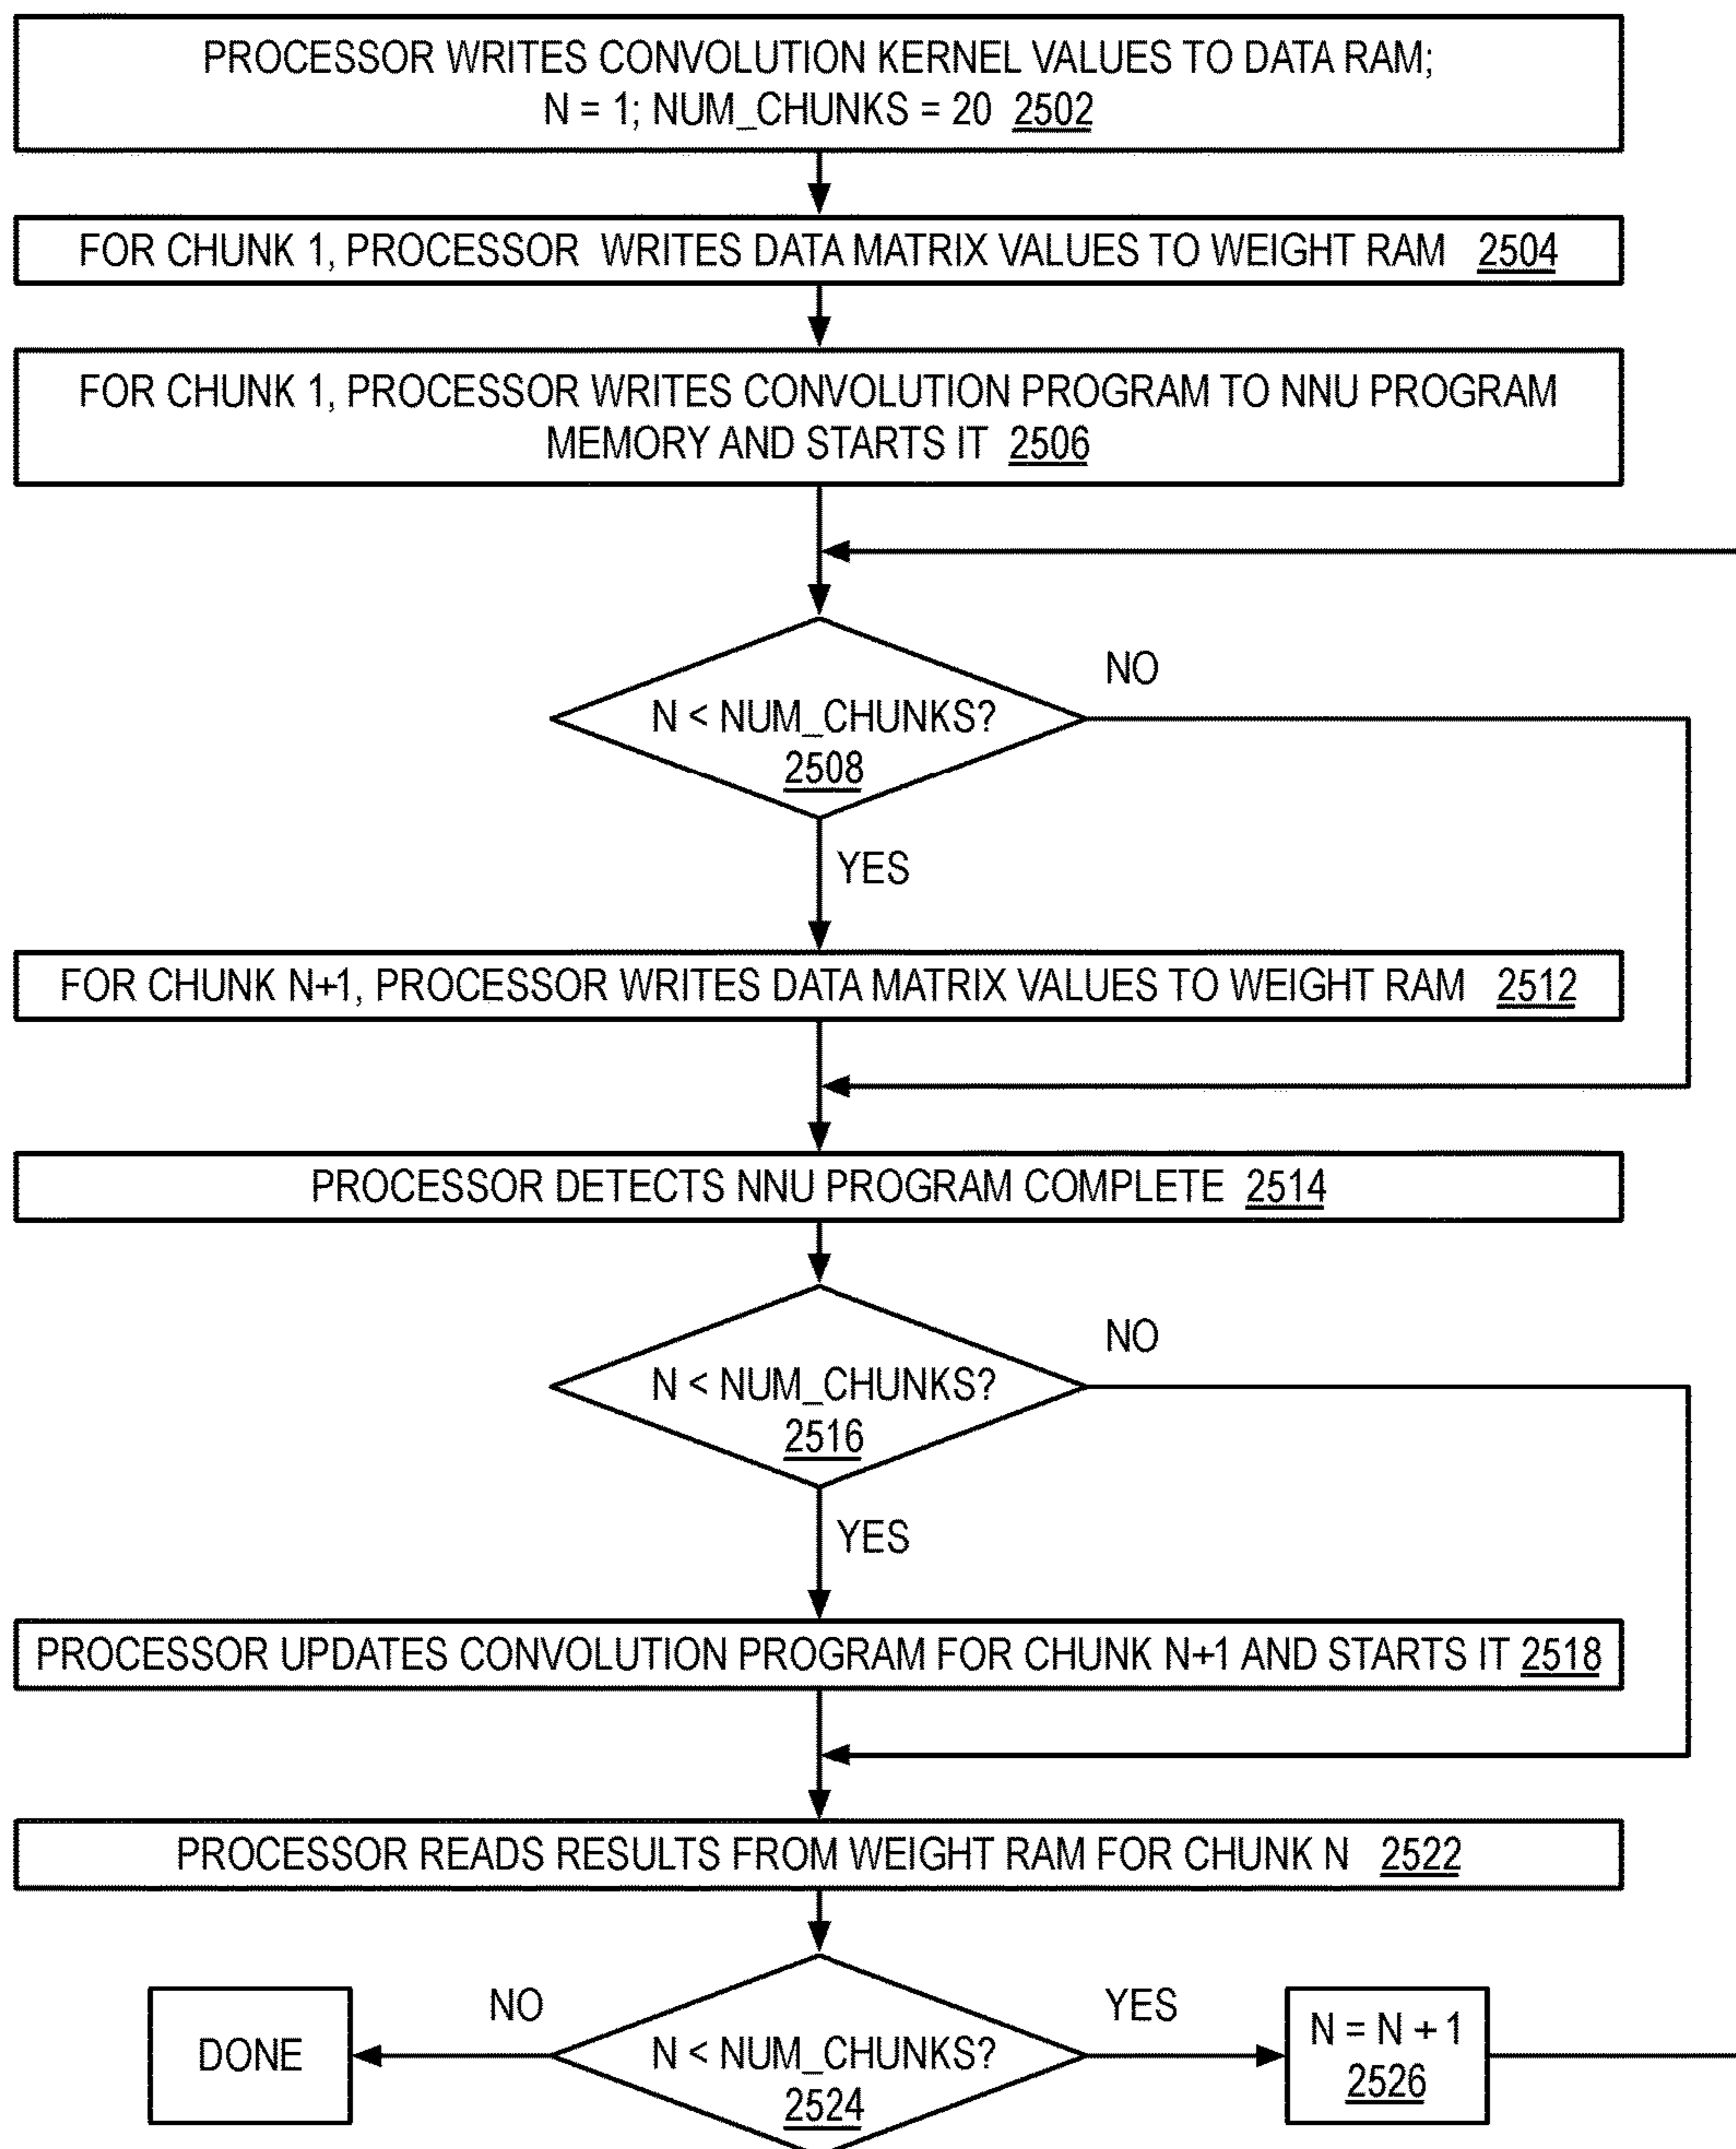 PROCESSOR WRITES CONVOLUTION KERNEL VALUES TO DATA RAM;
N = 1; NUM_CHUNKS = 20 2502
FOR CHUNK 1, PROCESSOR WRITES DATA MATRIX VALUES TO WEIGHT RAM 2504
FOR CHUNK 1, PROCESSOR WRITES CONVOLUTION PROGRAM TO NNU PROGRAM
MEMORY AND STARTS IT 2506
NO
N < NUM_CHUNKS?
2508
YES
FOR CHUNK N+1, PROCESSOR WRITES DATA MATRIX VALUES TO WEIGHT RAM 2512
PROCESSOR DETECTS NNU PROGRAM COMPLETE 2514
NO
N < NUM_CHUNKS?
2516
YES
PROCESSOR UPDATES CONVOLUTION PROGRAM FOR CHUNK N+1 AND STARTS IT 2518
PROCESSOR READS RESULTS FROM WEIGHT RAM FOR CHUNK N 2522
NO
YES
DONE
N < NUM_CHUNKS?
2524
N = N + 1
2526